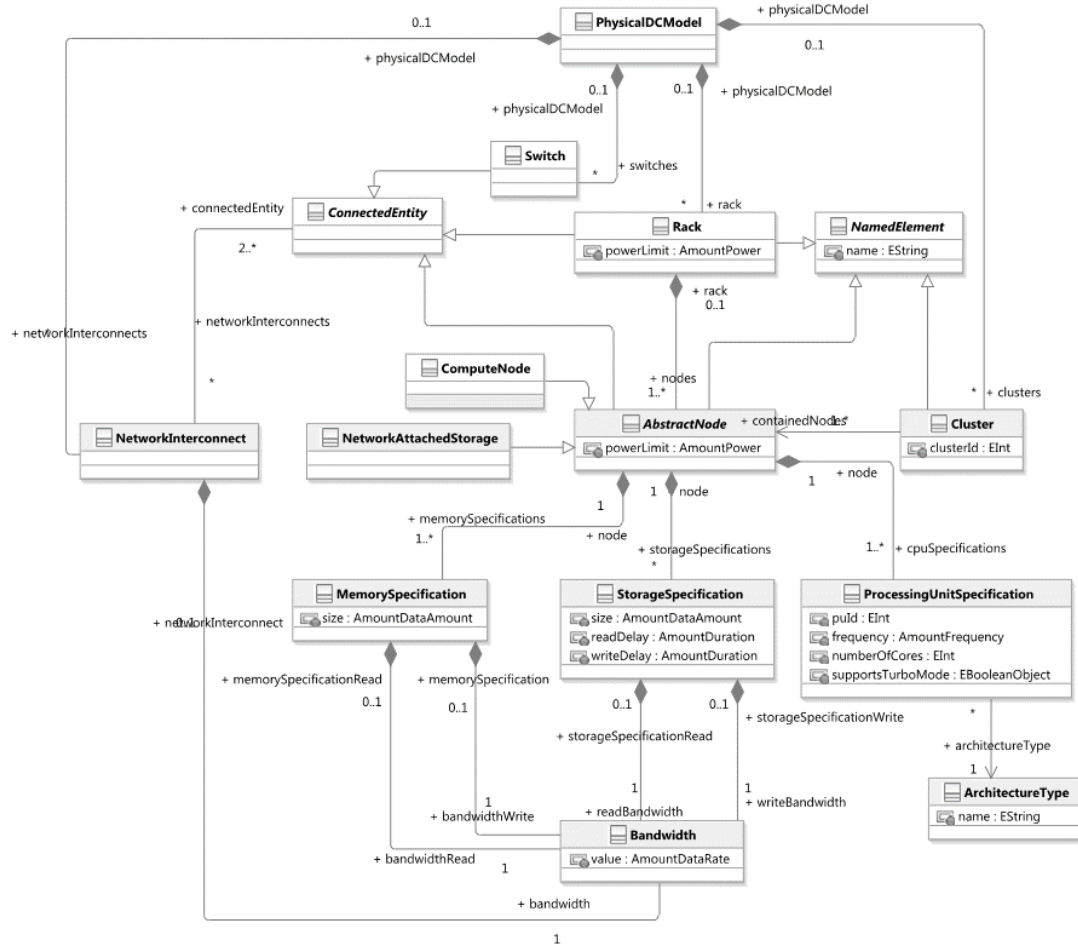 + physicalDCModel
0..1
PhysicalDCModel
+ physicalDCModel
0..1
+ physicalDCModel
0..1
0..1
+ physicalDCModel
+ physicalDCModel
Switch
+ switches
*
+ connectedEntity
ConnectedEntity
* + rack
Rack
NamedElement
2..*
powerLimit : AmountPower
name : EString
+ rack
0..1
+ networkInterconnects
+ networkInterconnects
*
ComputeNode
+ nodes
1..*
* + clusters
NetworkInterconnect
NetworkAttachedStorage
AbstractNode
+ containedNodes
1..*
Cluster
powerLimit : AmountPower
clusterId : EInt
+ node
1
1
1
+ node
+ memorySpecifications
+ node
1..*
+ storageSpecifications
*
1..* + cpuSpecifications
MemorySpecification
StorageSpecification
ProcessingUnitSpecification
size : AmountDataAmount
size : AmountDataAmount
puId : EInt
+ networkInterconnect
0..1
readDelay : AmountDuration
frequency : AmountFrequency
writeDelay : AmountDuration
numberOfCores : EInt
supportsTurboMode : EBooleanObject
+ memorySpecificationRead
+ memorySpecification
0..1
0..1
0..1
0..1
+ storageSpecificationWrite
*
+ storageSpecificationRead
+ architectureType
1
ArchitectureType
name : EString
1
1
1
+ bandwidthWrite
+ readBandwidth
+ writeBandwidth
Bandwidth
value : AmountDataRate
+ bandwidthRead
1
+ bandwidth
1